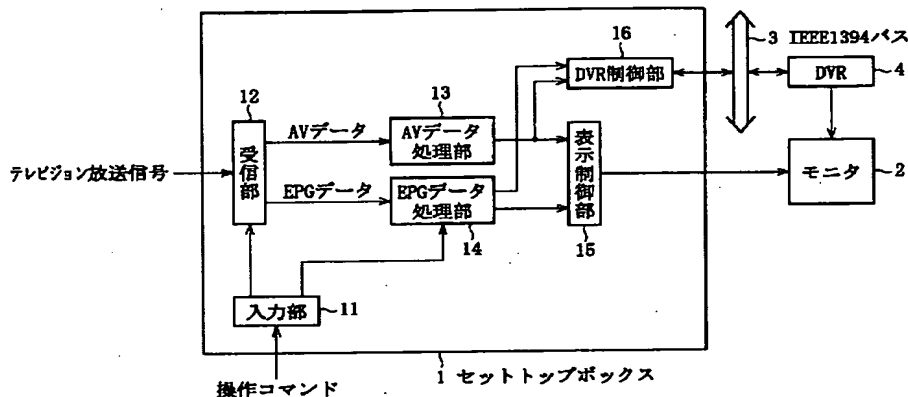 16
3 IEEE1394バス
DVR制御部
DVR
4
12
13
AVデータ
AVデータ
処理部
テレビジョン放送信号
受信部
表示制御部
モニタ
2
EPGデータ
EPGデータ
処理部
14
15
入力部
11
操作コマンド
1 セットトップボックス